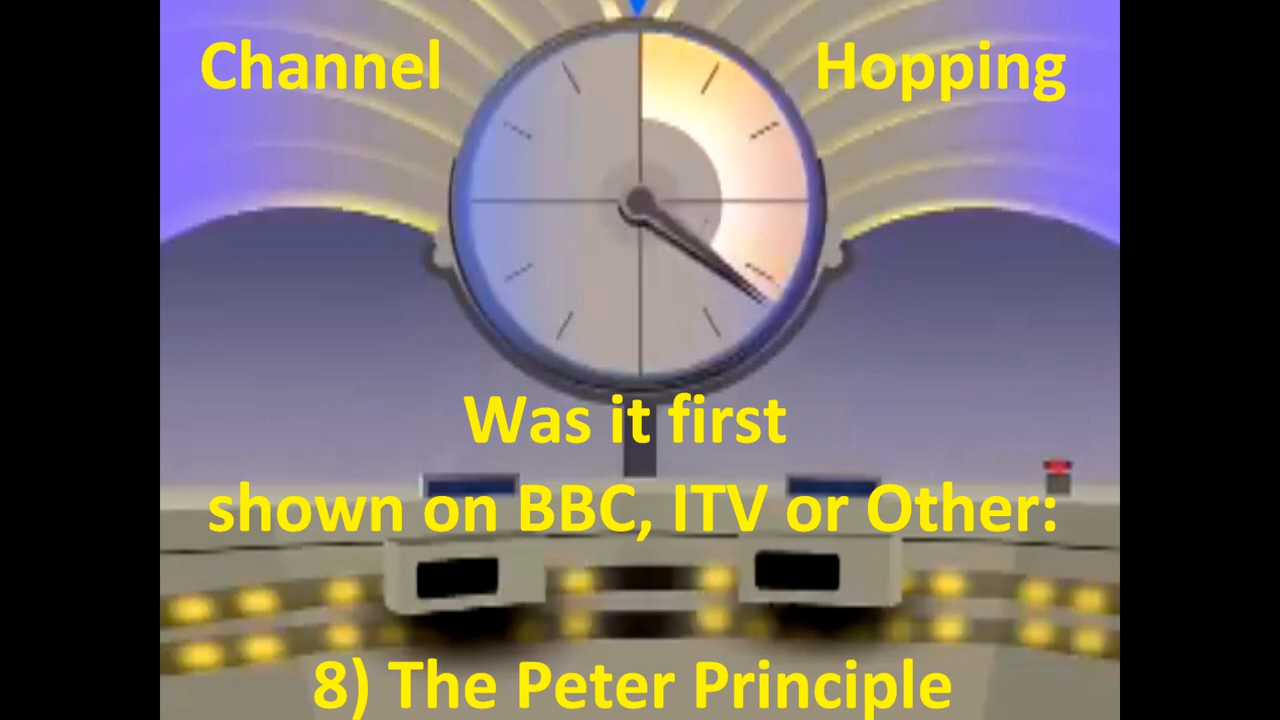 Channel Hopping
Was it first
shown on BBC, ITV or Other:
8) The Peter Principle